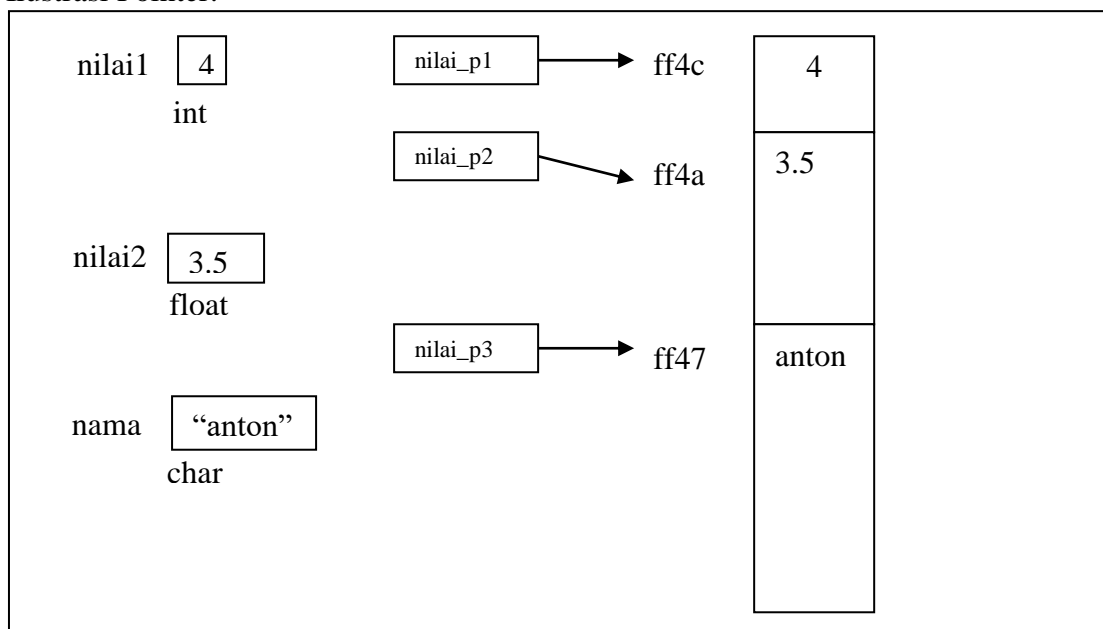 Ilustrasi Pointer:
nilai1 4 nilai_p1 ff4c 4
int
nilai_p2 ff4a 3.5
nilai2 3.5
float
nilai_p3 ff47 anton
nama “anton”
char